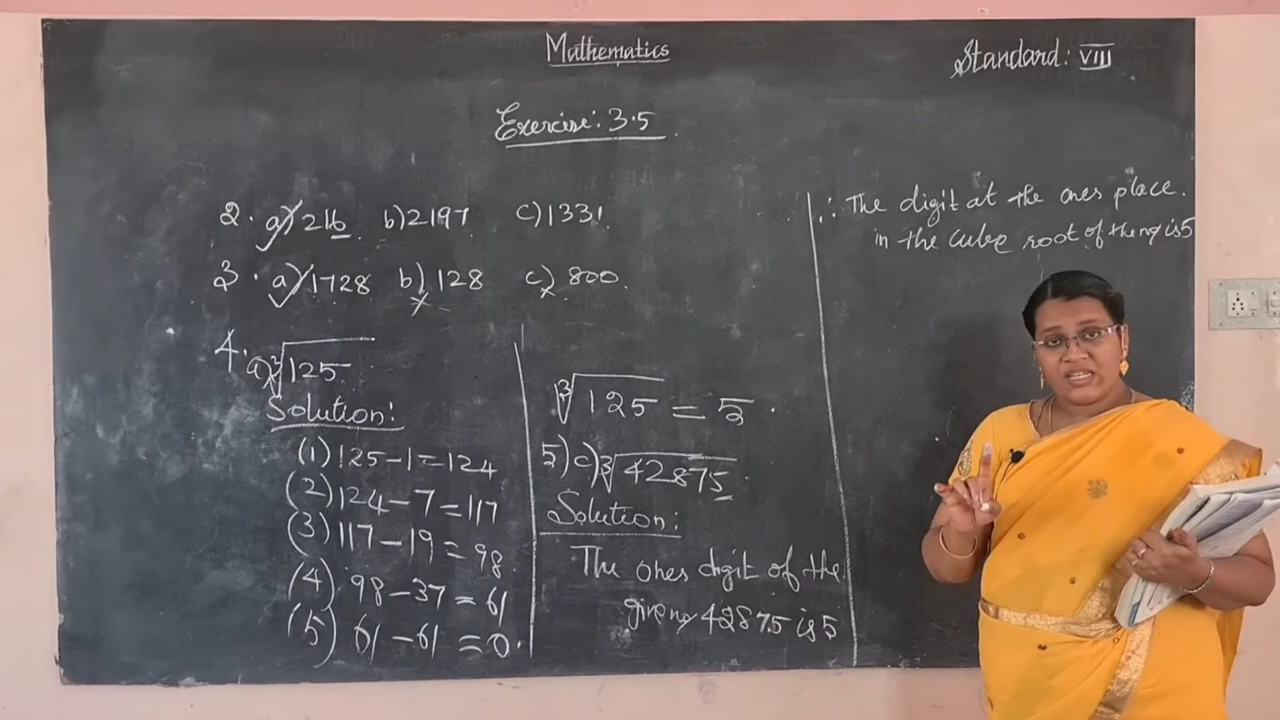 Mathematics
Standard: VIII
Exercise: 3.5
2. a) 216 b) 2197 c) 1331
3. a) 1728 b) 128 c) 800.
4. a) ∛125
Solution:
(1) 125-1=124
(2) 124-7=117
(3) 117-19=98
(4) 98-37=61
(5) 61-61=0.
∛125 = 5.
5) c) ∛42875.
Solution:
The ones digit of the
given 42875 is 5
∴ The digit at the ones place
in the cube root of the is 5